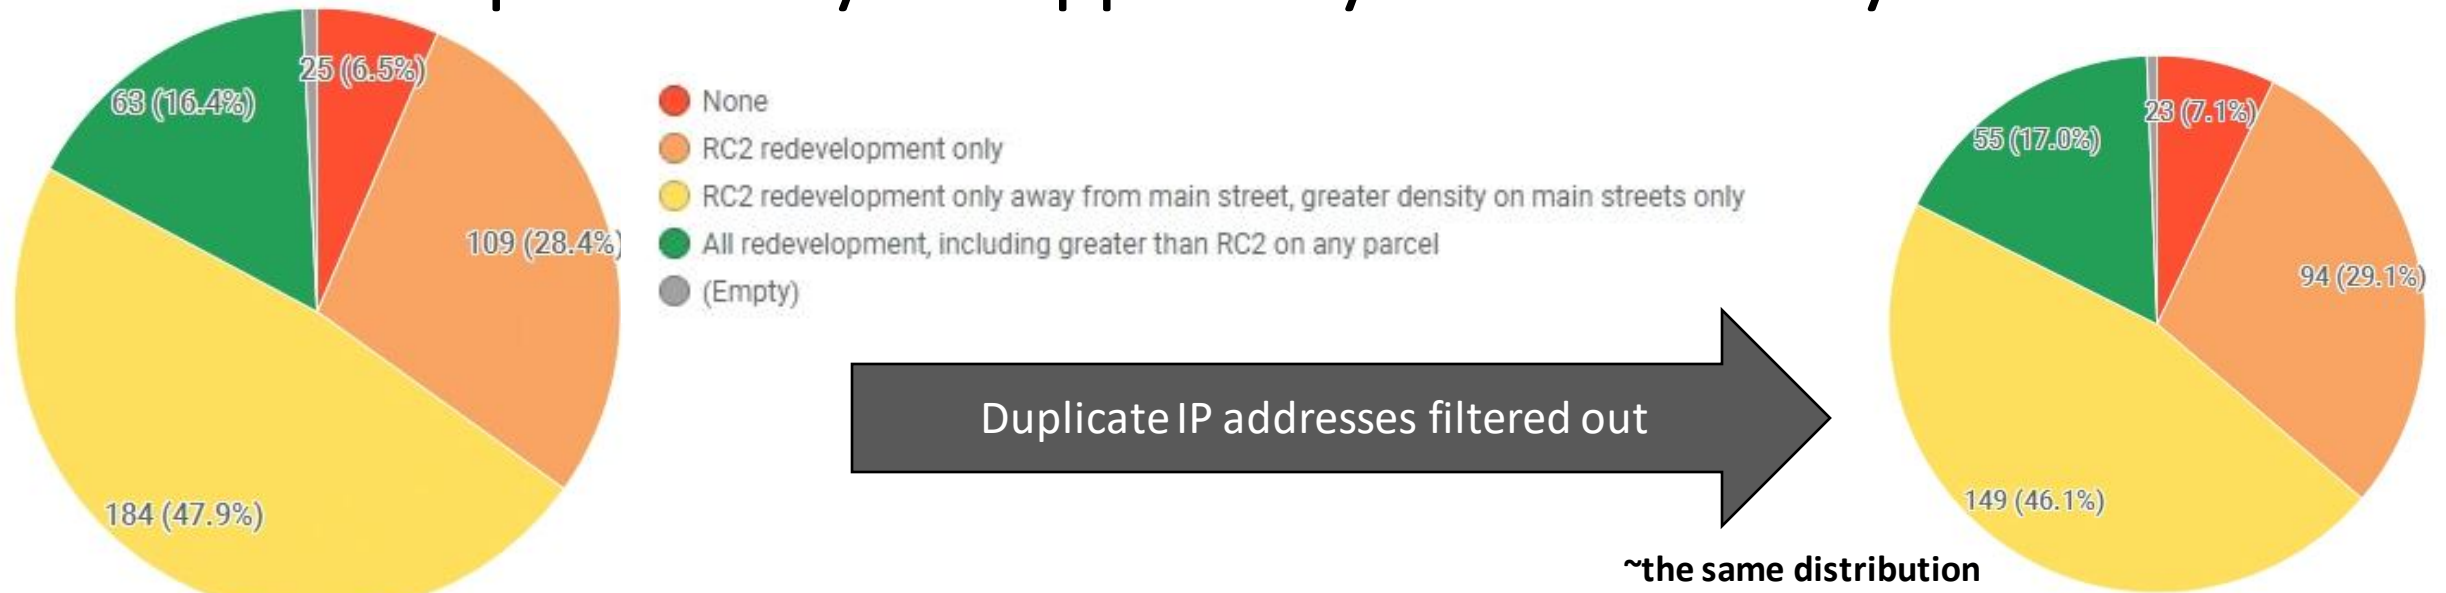 25 (6.5%)
63 (16.4%)
109 (28.4%)
184 (47.9%)
None
RC2 redevelopment only
RC2 redevelopment only away from main street, greater density on main streets only
All redevelopment, including greater than RC2 on any parcel
(Empty)
Duplicate IP addresses filtered out
~the same distribution
23 (7.1%)
55 (17.0%)
94 (29.1%)
149 (46.1%)